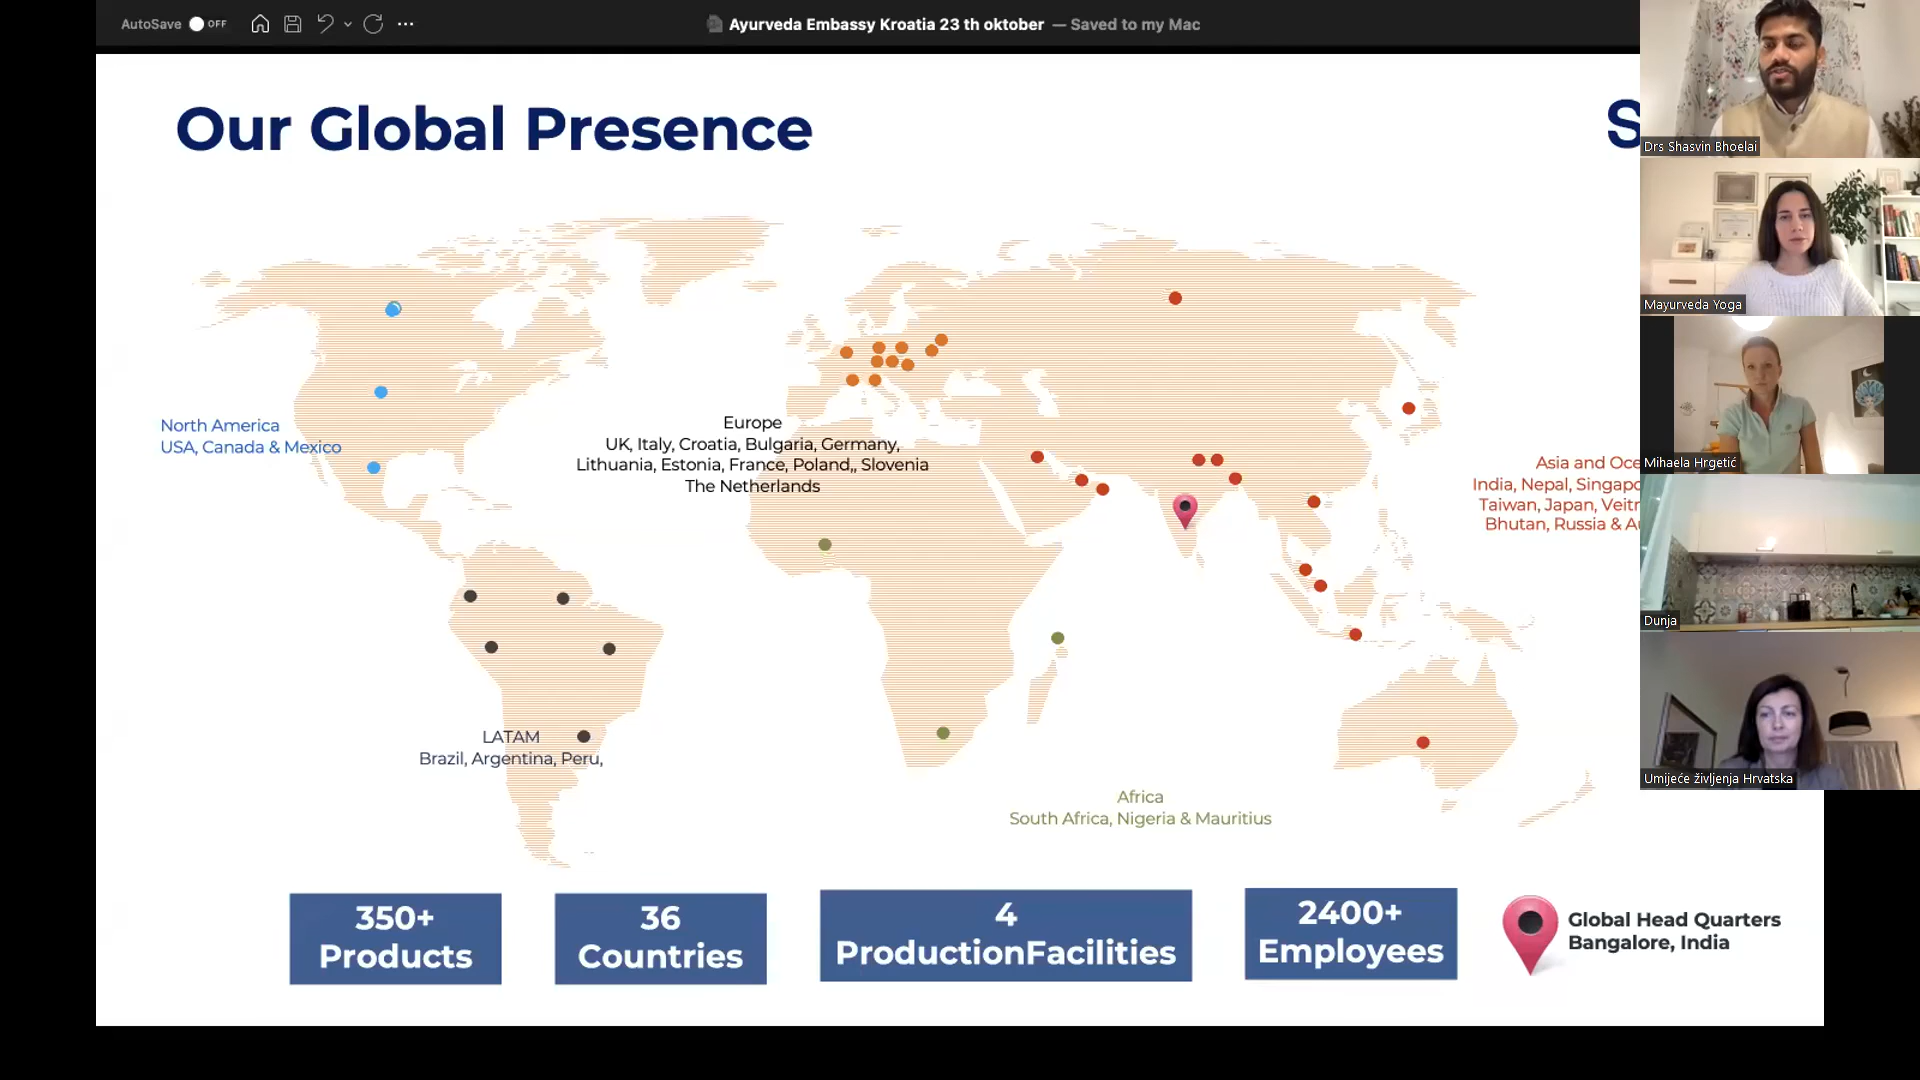 AutoSave OFF
Ayurveda Embassy Kroatia 23 th oktober — Saved to my Mac
Our Global Presence
S
North America
USA, Canada & Mexico
Europe
UK, Italy, Croatia, Bulgaria, Germany,
Lithuania, Estonia, France, Poland,, Slovenia
The Netherlands
Asia and Oce
India, Nepal, Singapo
Taiwan, Japan, Veitn
Bhutan, Russia & Au
LATAM
Brazil, Argentina, Peru,
Africa
South Africa, Nigeria & Mauritius
350+
Products
36
Countries
4
ProductionFacilities
2400+
Employees
Global Head Quarters
Bangalore, India
Drs Shasvin Bhoelai
Mayurveda Yoga
Mihaela Hrgetić
Dunja
Umijeće življenja Hrvatska